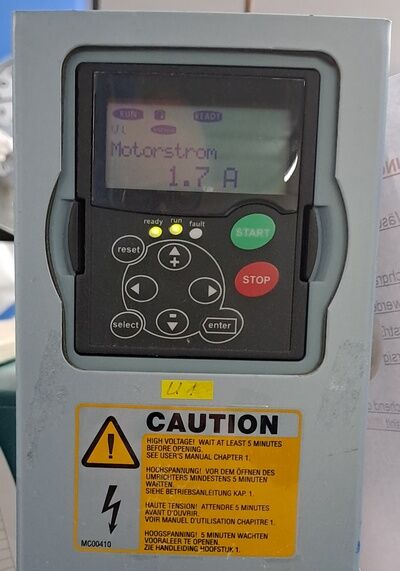 RUN READY
Motorstrom
1.7 A
ready run fault
START
reset
+
STOP
-
select
enter
U1
CAUTION
HIGH VOLTAGE! WAIT AT LEAST 5 MINUTES
BEFORE OPENING.
SEE USER'S MANUAL CHAPTER 1.
HOCHSPANNUNG! VOR DEM ÖFFNEN DES
UMRICHTERS MINDESTENS 5 MINUTEN
WARTEN.
SIEHE BETRIEBSANLEITUNG KAP. 1.
HAUTE TENSION! ATTENDRE 5 MINUTES
AVANT D'OUVRIR.
VOIR MANUEL D'UTILISATION CHAPITRE 1.
HOOGSPANNING! 5 MINUTEN WACHTEN
VOORALEER TE OPENEN.
ZIE HANDLEIDING HOOFSTUK 1.
MC00410